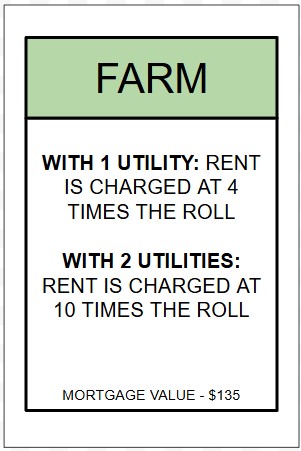 FARM
WITH 1 UTILITY: RENT
IS CHARGED AT 4
TIMES THE ROLL
WITH 2 UTILITIES:
RENT IS CHARGED AT
10 TIMES THE ROLL
MORTGAGE VALUE - $135